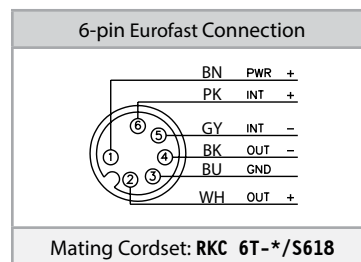 6-pin Eurofast Connection
BN PWR +
PK INT +
GY INT −
BK OUT −
BU GND
WH OUT +
6
5
1
4
2
3
Mating Cordset: RKC 6T-*/S618